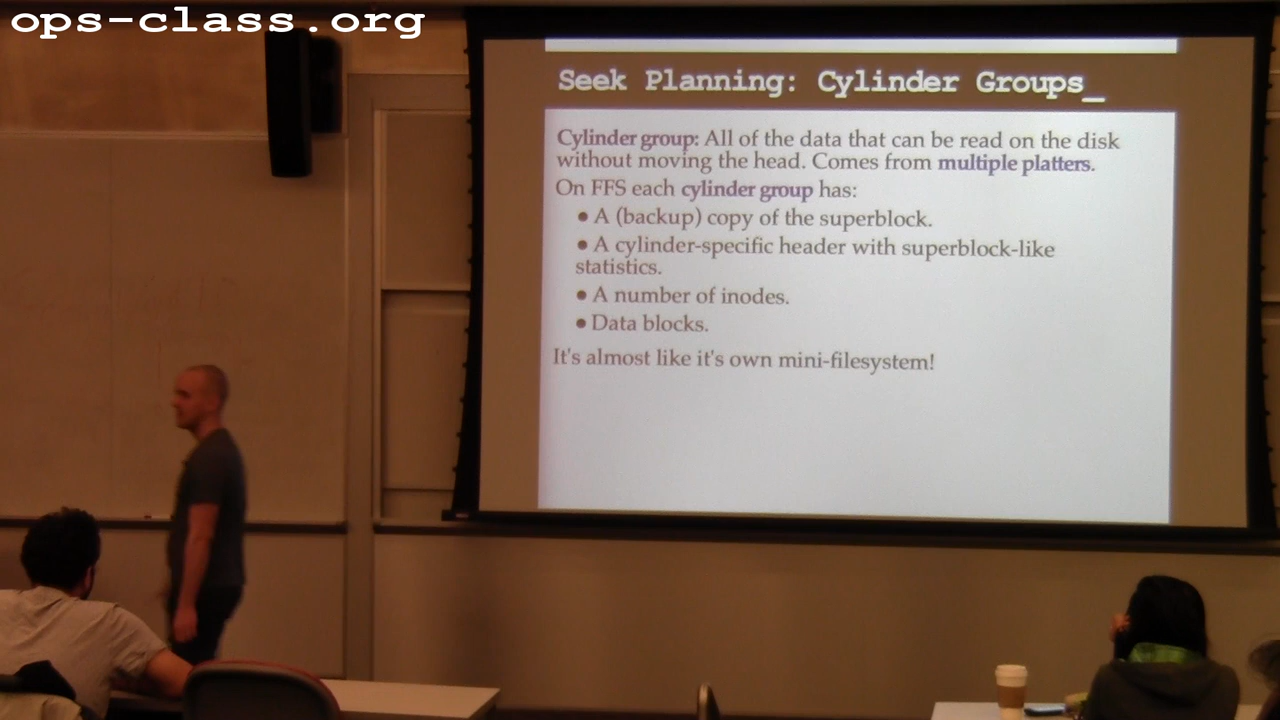 ops-class.org
Seek Planning: Cylinder Groups_
Cylinder group: All of the data that can be read on the disk
without moving the head. Comes from multiple platters.
On FFS each cylinder group has:
• A (backup) copy of the superblock.
• A cylinder-specific header with superblock-like
statistics.
• A number of inodes.
• Data blocks.
It's almost like it's own mini-filesystem!